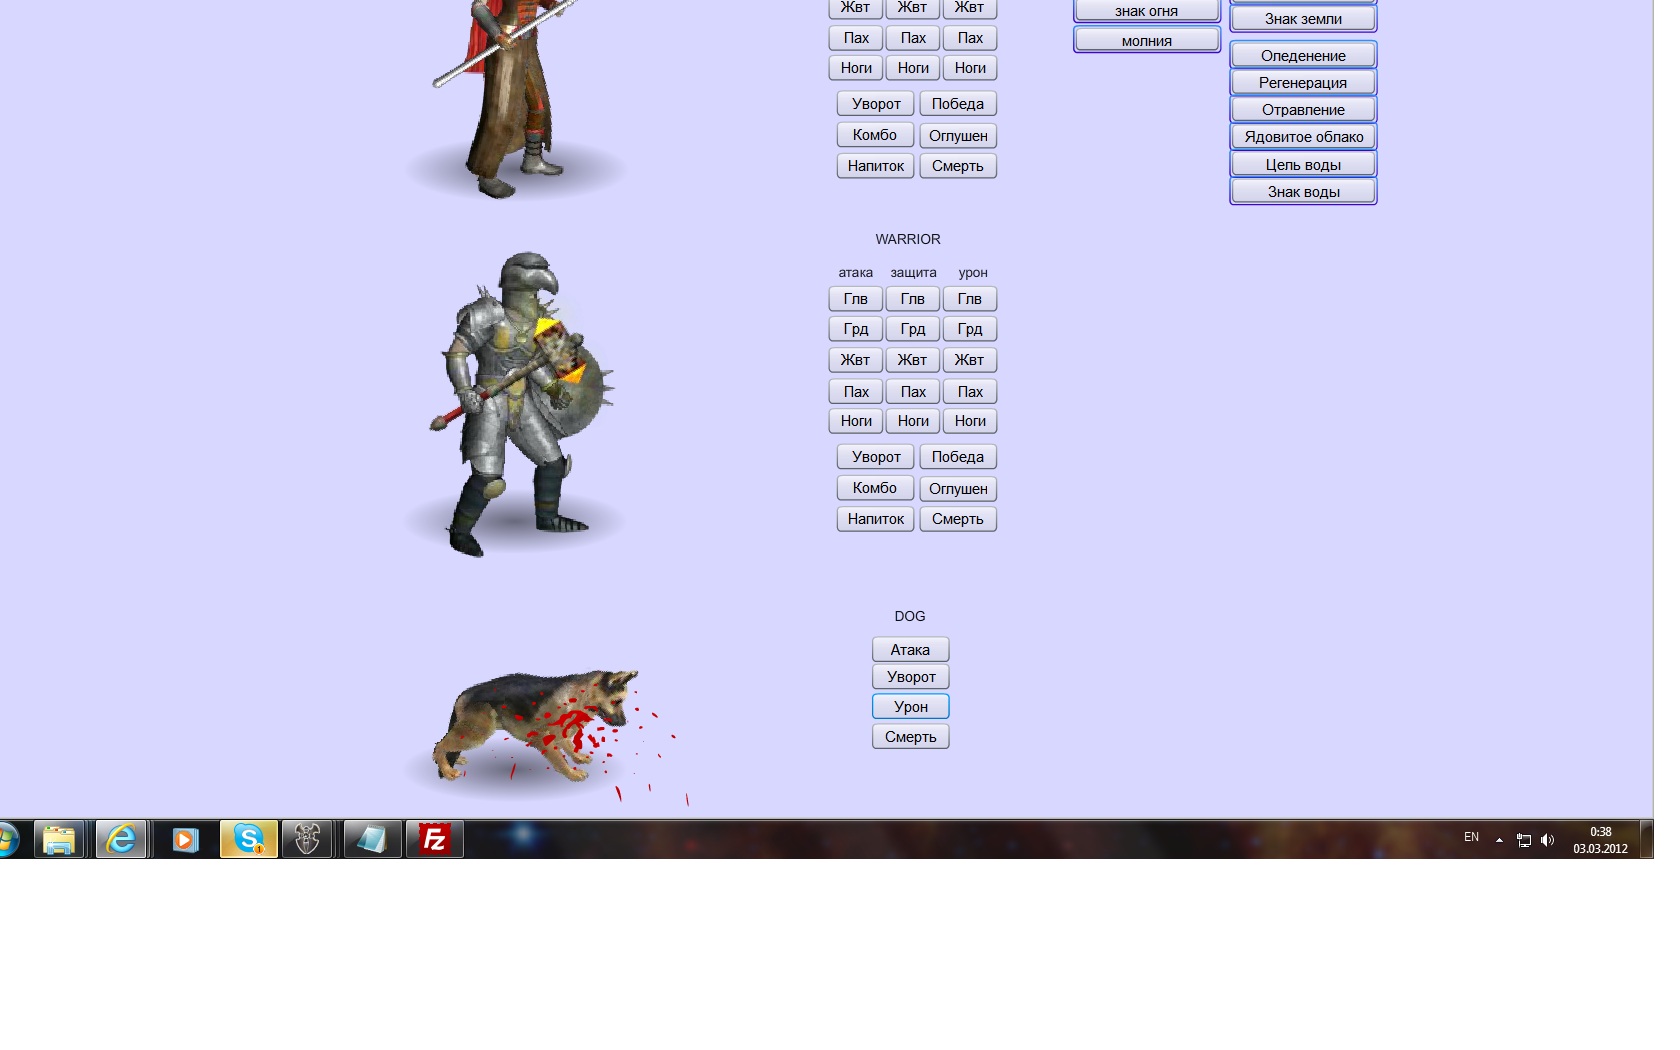 Жвт Жвт Жвт
знак огня
Знак земли
Пах Пах Пах
молния
Оледенение
Ноги Ноги Ноги
Регенерация
Уворот Победа
Отравление
Комбо Оглушен
Ядовитое облако
Напиток Смерть
Цель воды
Знак воды
WARRIOR
атака защита урон
Глв Глв Глв
Грд Грд Грд
Жвт Жвт Жвт
Пах Пах Пах
Ноги Ноги Ноги
Уворот Победа
Комбо Оглушен
Напиток Смерть
DOG
Атака
Уворот
Урон
Смерть
S 1
FZ
EN
0:38
03.03.2012